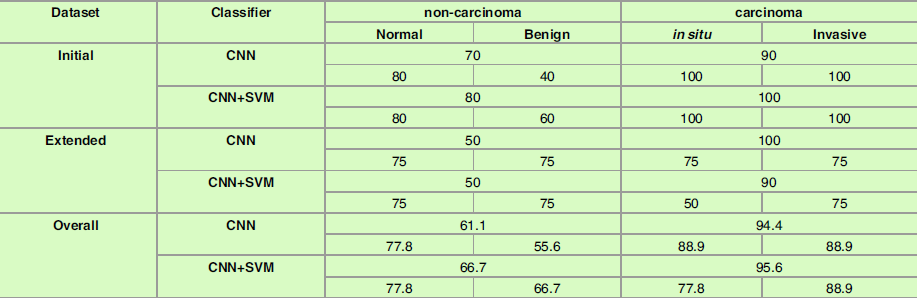 Dataset Classifier non-carcinoma carcinoma
Normal Benign in situ Invasive
Initial CNN 70 90
80 40 100 100
CNN+SVM 80 100
80 60 100 100
Extended CNN 50 100
75 75 75 75
CNN+SVM 50 90
75 75 50 75
Overall CNN 61.1 94.4
77.8 55.6 88.9 88.9
CNN+SVM 66.7 95.6
77.8 66.7 77.8 88.9